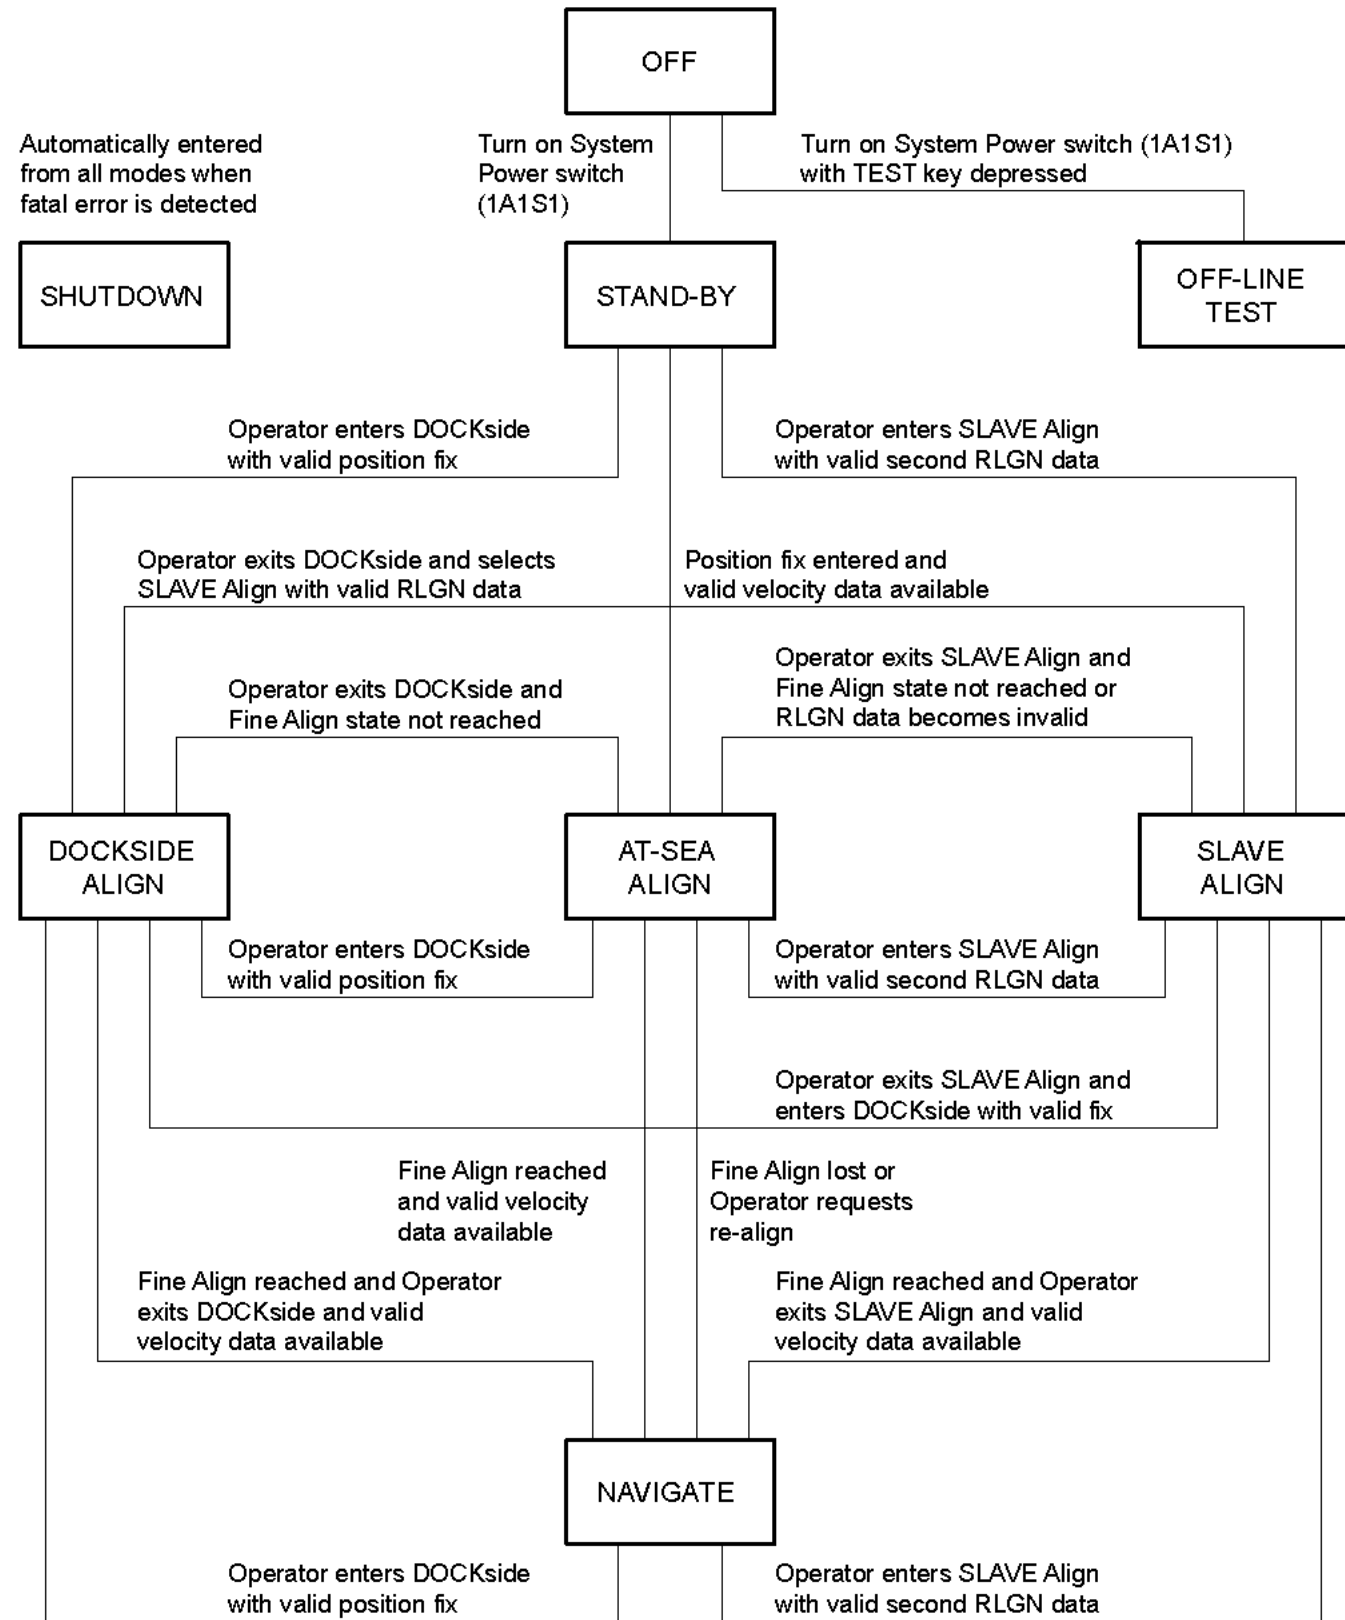 OFF
Automatically entered
from all modes when
fatal error is detected
Turn on System
Power switch
(1A1S1)
Turn on System Power switch (1A1S1)
with TEST key depressed
SHUTDOWN
STAND-BY
OFF-LINE
TEST
Operator enters DOCKside
with valid position fix
Operator enters SLAVE Align
with valid second RLGN data
Operator exits DOCKside and selects
SLAVE Align with valid RLGN data
Position fix entered and
valid velocity data available
Operator exits DOCKside and
Fine Align state not reached
Operator exits SLAVE Align and
Fine Align state not reached or
RLGN data becomes invalid
DOCKSIDE
ALIGN
AT-SEA
ALIGN
SLAVE
ALIGN
Operator enters DOCKside
with valid position fix
Operator enters SLAVE Align
with valid second RLGN data
Operator exits SLAVE Align and
enters DOCKside with valid fix
Fine Align reached
and valid velocity
data available
Fine Align lost or
Operator requests
re-align
Fine Align reached and Operator
exits DOCKside and valid
velocity data available
Fine Align reached and Operator
exits SLAVE Align and valid
velocity data available
NAVIGATE
Operator enters DOCKside
with valid position fix
Operator enters SLAVE Align
with valid second RLGN data